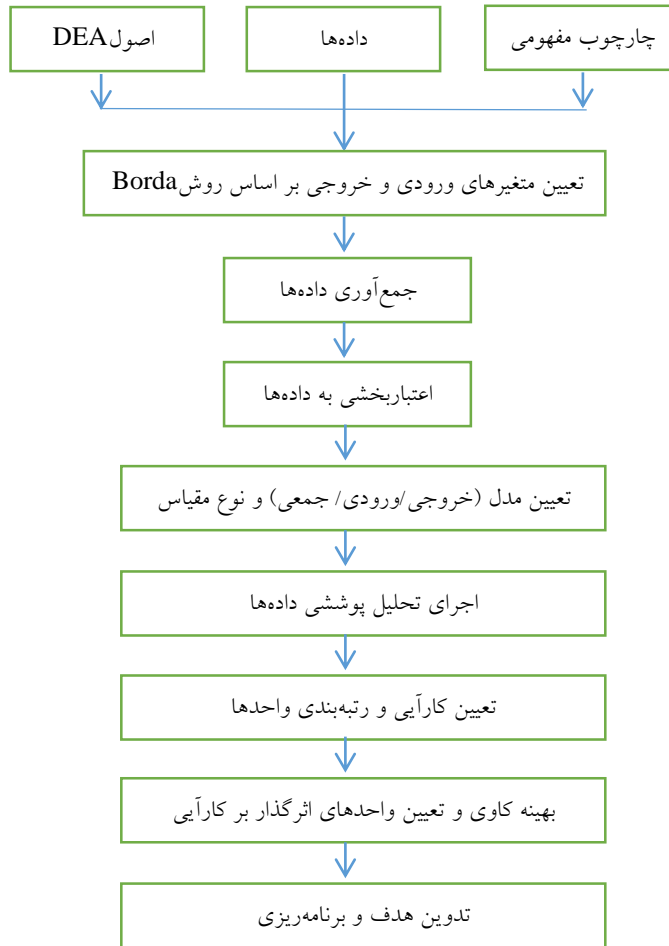 چارچوب مفهومی
داده‌ها
اصول DEA
تعیین متغیرهای ورودی و خروجی بر اساس روش Borda
جمع‌آوری داده‌ها
اعتباربخشی به داده‌ها
تعیین مدل (خروجی/ورودی/ جمعی) و نوع مقیاس
اجرای تحلیل پوششی داده‌ها
تعیین کارآیی و رتبه‌بندی واحدها
بهینه کاوی و تعیین واحدهای اثرگذار بر کارآیی
تدوین هدف و برنامه‌ریزی